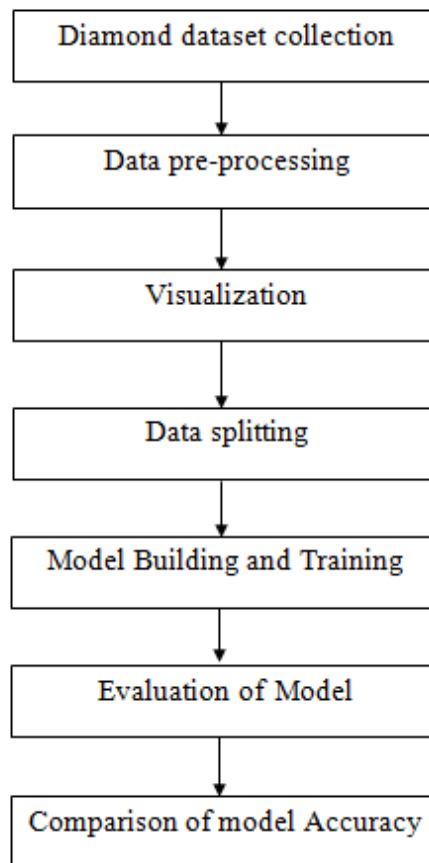 Diamond dataset collection
Data pre-processing
Visualization
Data splitting
Model Building and Training
Evaluation of Model
Comparison of model Accuracy